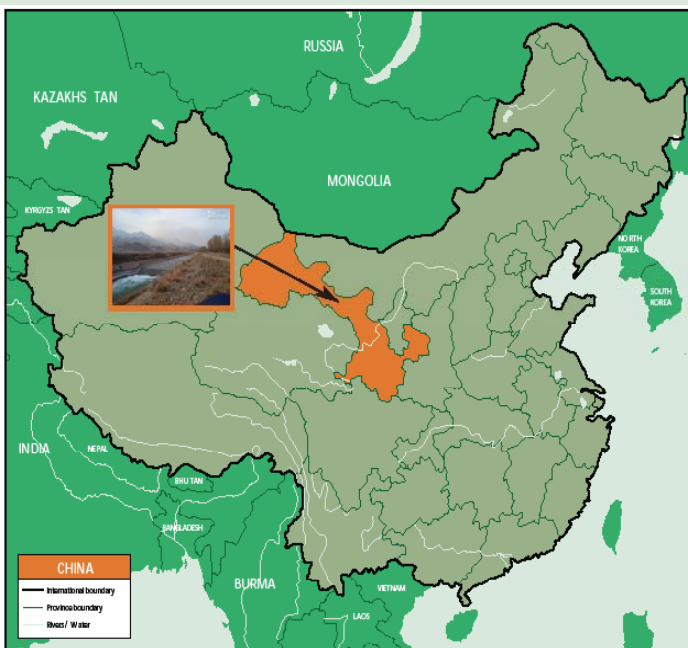 RUSSIA
KAZAKHS TAN
MONGOLIA
KYRGYZS TAN
NORTH
KOREA
SOUTH
KOREA
INDIA
NEPAL
BHU TAN
BANGLADESH
BURMA
VIETNAM
LAOS
CHINA
International boundary
Province boundary
Rivers / Water